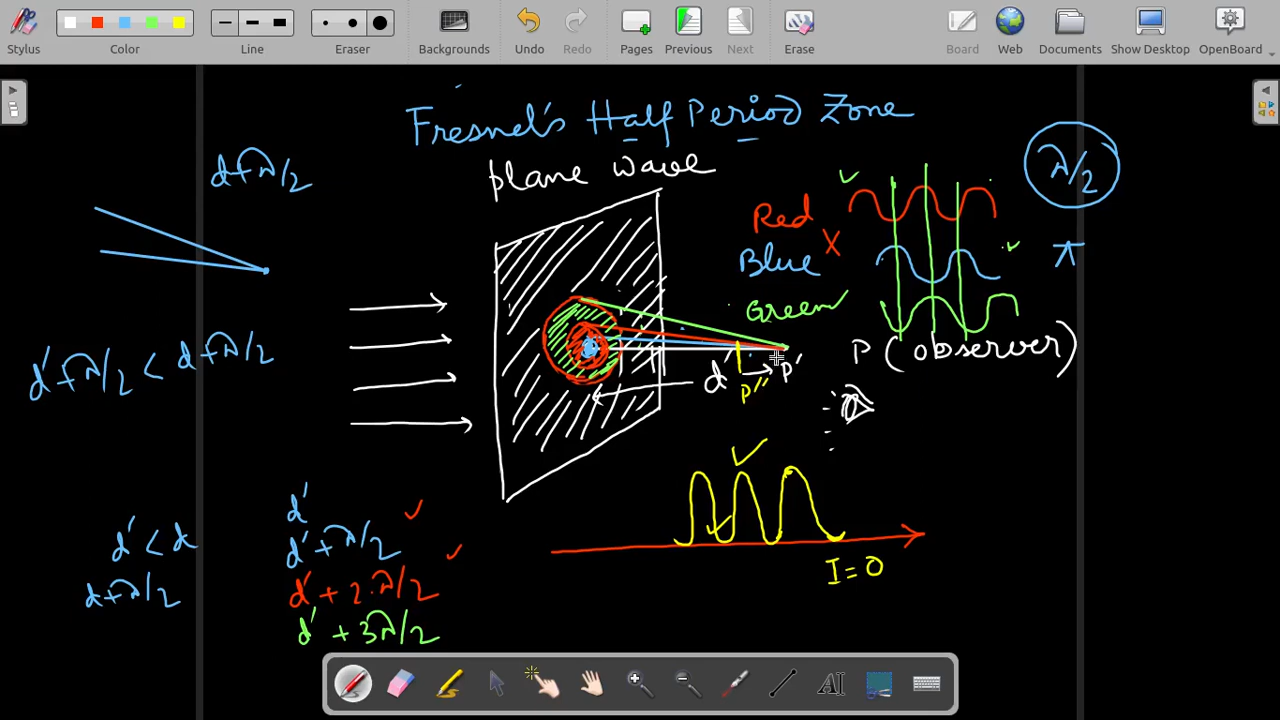 Stylus
Color
Line
Eraser
Backgrounds
Undo
Redo
Pages
Previous
Next
Erase
Board
Web
Documents
Show Desktop
OpenBoard
Fresnel's Half Period Zone
plane wave
d+λ/2
λ/2
Red
X
Blue
π
Green
P (observer)
d'+λ/2 < d+λ/2
d'
P'
P''
d'
d'+λ/2
d' + 2.λ/2
d' + 3λ/2
d' < d
d+λ/2
I=0
AI